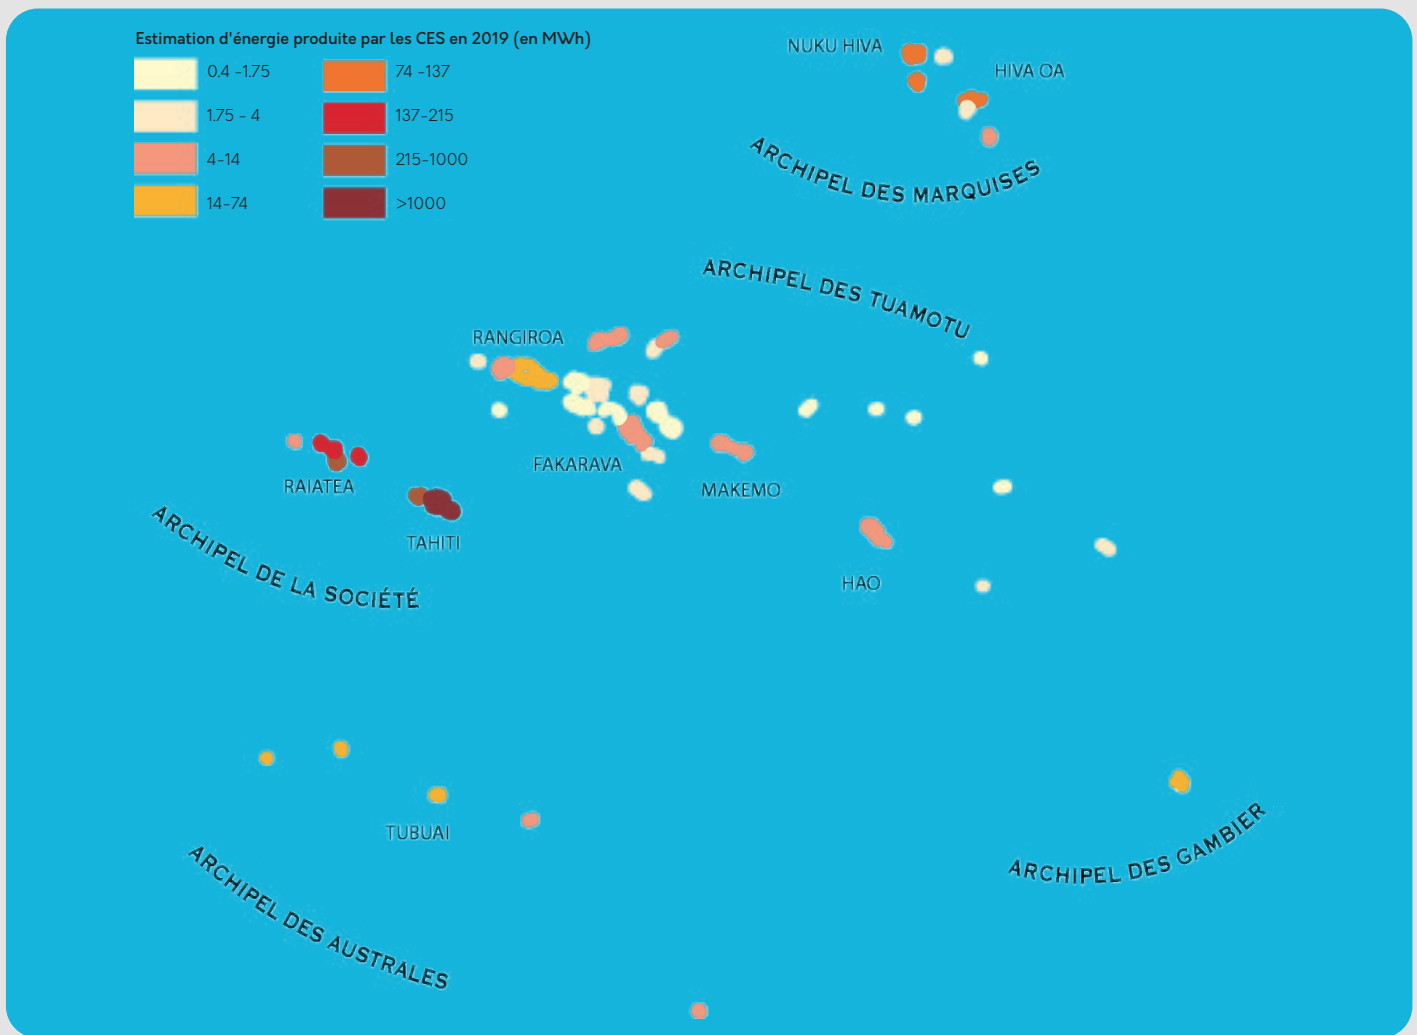 Estimation d'énergie produite par les CES en 2019 (en MWh)
0.4 -1.75
74 -137
1.75 - 4
137-215
4-14
215-1000
14-74
>1000
NUKU HIVA
HIVA OA
ARCHIPEL DES MARQUISES
ARCHIPEL DES TUAMOTU
RANGIROA
FAKARAVA
MAKEMO
RAIATEA
TAHITI
HAO
ARCHIPEL DE LA SOCIÉTÉ
TUBUAI
ARCHIPEL DES GAMBIER
ARCHIPEL DES AUSTRALES